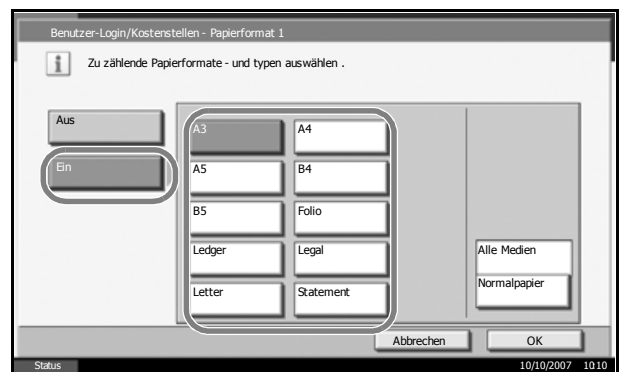 Benutzer-Login/Kostenstellen - Papierformat 1
Zu zählende Papierformate - und typen auswählen .
Aus
Ein
A3
A4
A5
B4
B5
Folio
Ledger
Legal
Letter
Statement
Alle Medien
Normalpapier
Abbrechen
OK
Status
10/10/2007 10:10